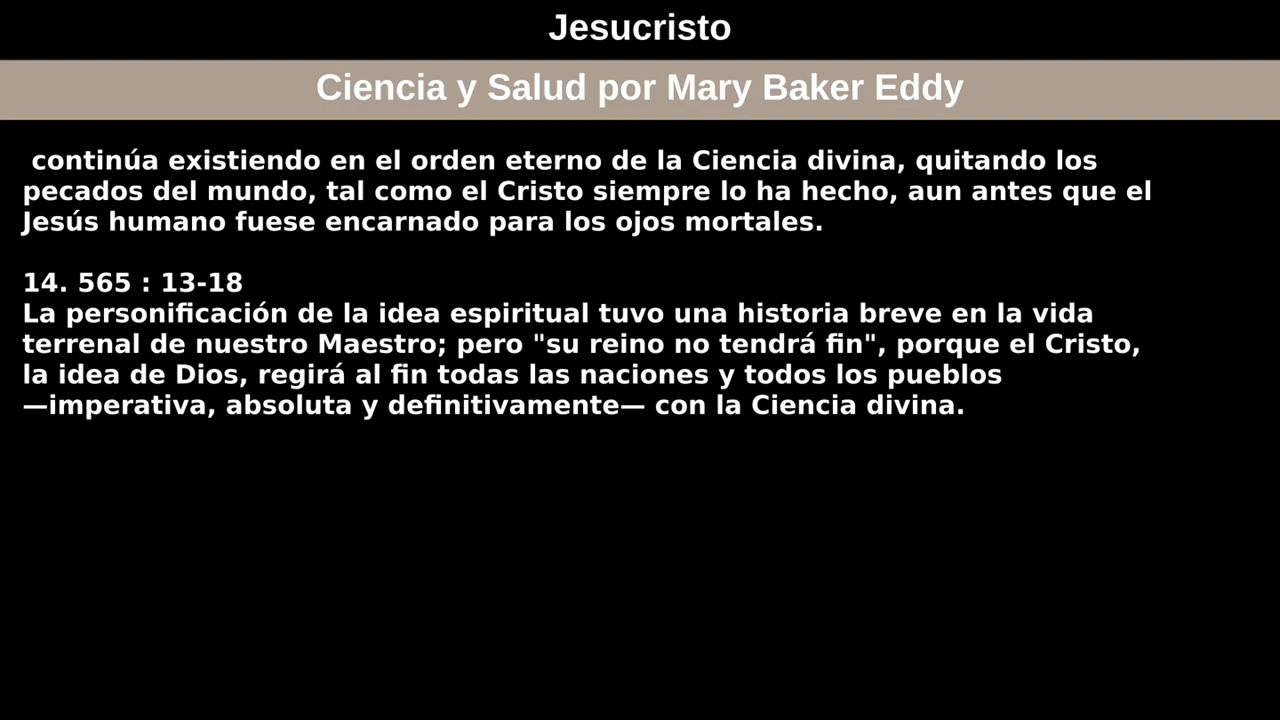 Jesucristo
Ciencia y Salud por Mary Baker Eddy
continúa existiendo en el orden eterno de la Ciencia divina, quitando los
pecados del mundo, tal como el Cristo siempre lo ha hecho, aun antes que el
Jesús humano fuese encarnado para los ojos mortales.
14. 565 : 13-18
La personificación de la idea espiritual tuvo una historia breve en la vida
terrenal de nuestro Maestro; pero "su reino no tendrá fin", porque el Cristo,
la idea de Dios, regirá al fin todas las naciones y todos los pueblos
—imperativa, absoluta y definitivamente— con la Ciencia divina.